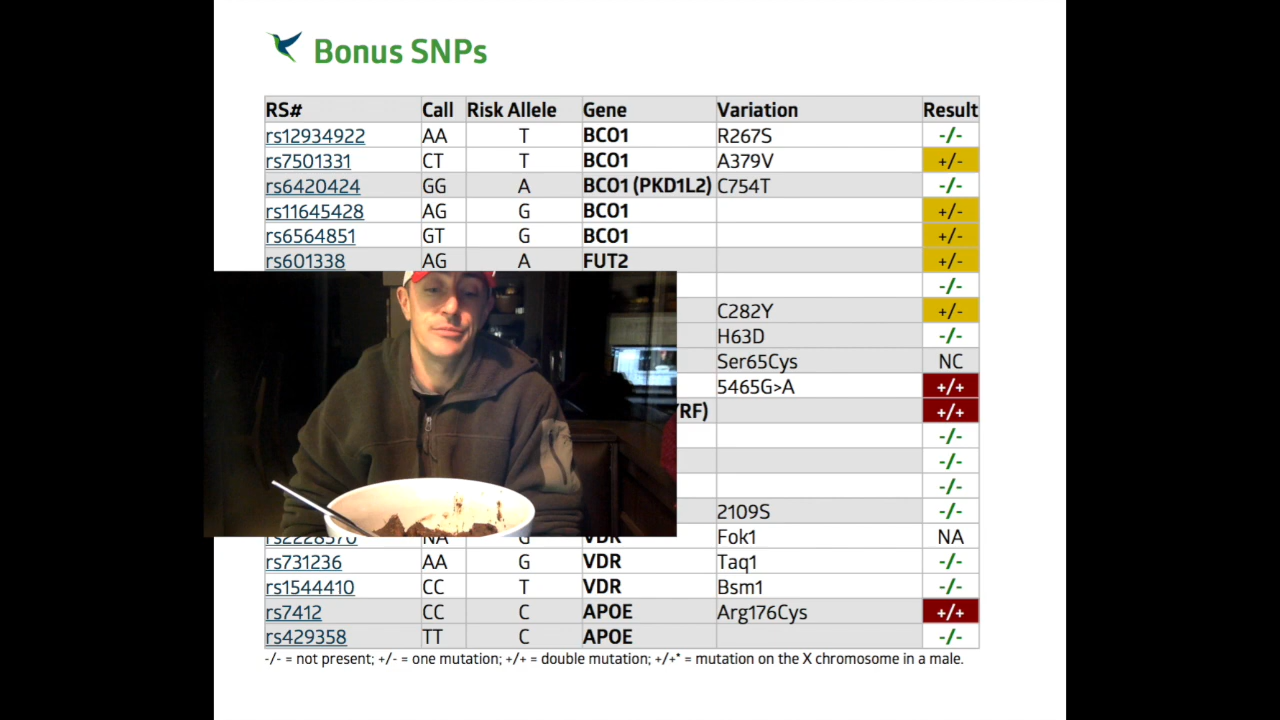 Bonus SNPs
RS# Call Risk Allele Gene Variation Result
rs12934922 AA T BCO1 R267S -/-
rs7501331 CT T BCO1 A379V +/-
rs6420424 GG A BCO1 (PKD1L2) C754T -/-
rs11645428 AG G BCO1 +/-
rs6564851 GT G BCO1 +/-
rs601338 AG A FUT2 +/-
-/-
C282Y +/-
H63D -/-
Ser65Cys NC
5465G>A +/+
RF) +/+
-/-
-/-
-/-
2109S -/-
rs2228570 NA G VDR Fok1 NA
rs731236 AA G VDR Taq1 -/-
rs1544410 CC T VDR Bsm1 -/-
rs7412 CC C APOE Arg176Cys +/+
rs429358 TT C APOE -/-
-/- = not present; +/- = one mutation; +/+ = double mutation; +/+* = mutation on the X chromosome in a male.